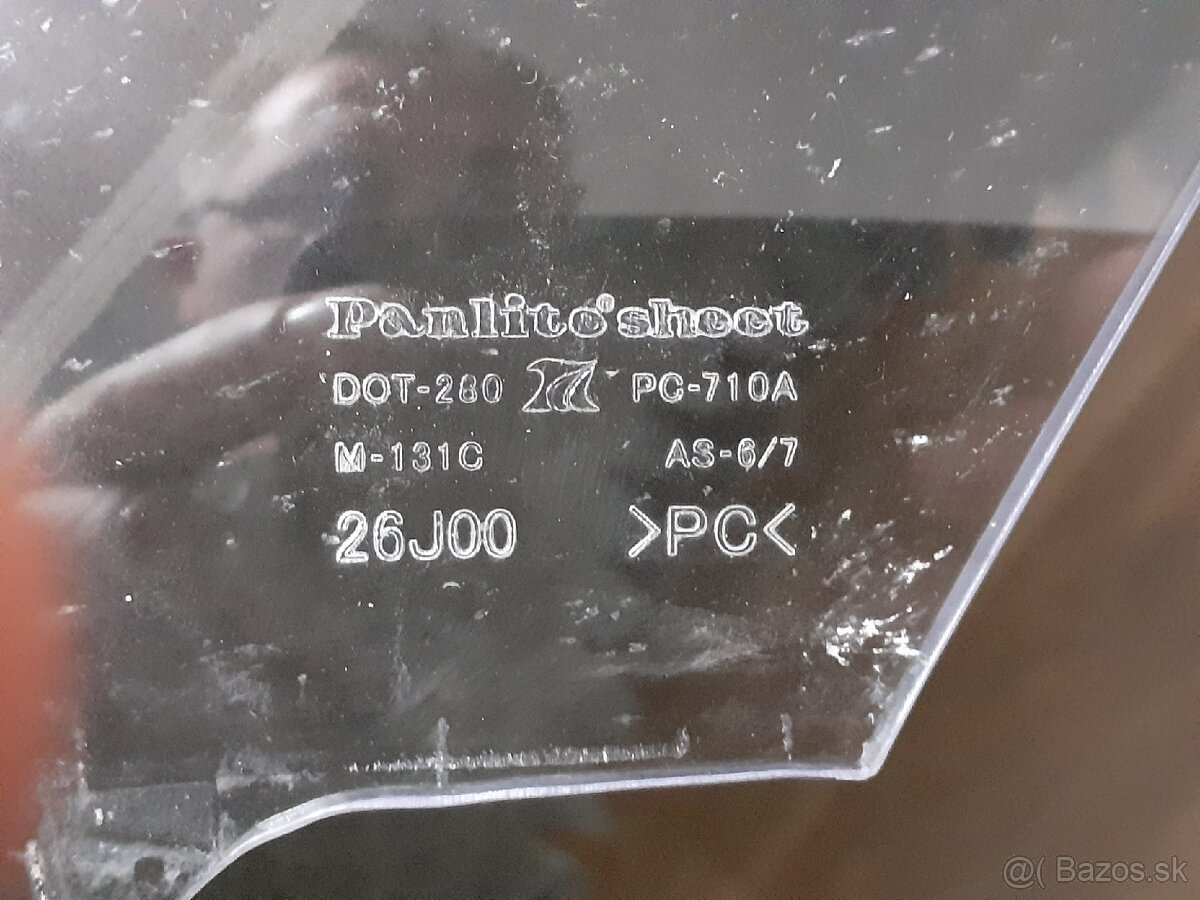 Panlite® sheet
DOT-280 PC-710A
M-131C AS-6/7
26J00 >PC<
@( Bazos.sk